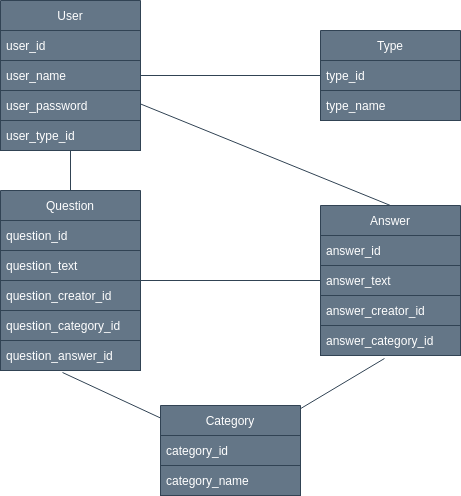 User
user_id
user_name
user_password
user_type_id
Type
type_id
type_name
Question
question_id
question_text
question_creator_id
question_category_id
question_answer_id
Answer
answer_id
answer_text
answer_creator_id
answer_category_id
Category
category_id
category_name